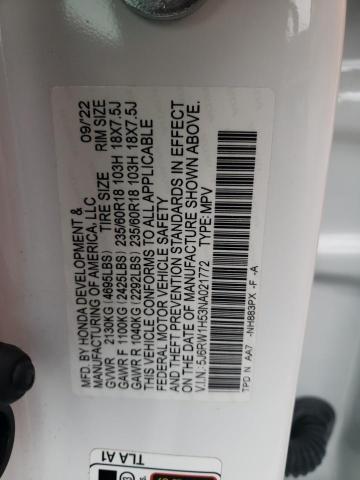 MFD. BY HONDA DEVELOPMENT & 09/22
MANUFACTURING OF AMERICA, LLC
GVWR 2130KG (4695LBS) TIRE SIZE RIM SIZE
GAWR F 1100KG (2425LBS) 235/60R18 103H 18X7.5J
GAWR R 1040KG (2292LBS) 235/60R18 103H 18X7.5J
THIS VEHICLE CONFORMS TO ALL APPLICABLE
FEDERAL MOTOR VEHICLE SAFETY
AND THEFT PREVENTION STANDARDS IN EFFECT
ON THE DATE OF MANUFACTURE SHOWN ABOVE.
V.I.N.: 5J6RW1H53NA021772 TYPE: MPV
TPD N AA7 -NH883PX -F -A
TLA A1